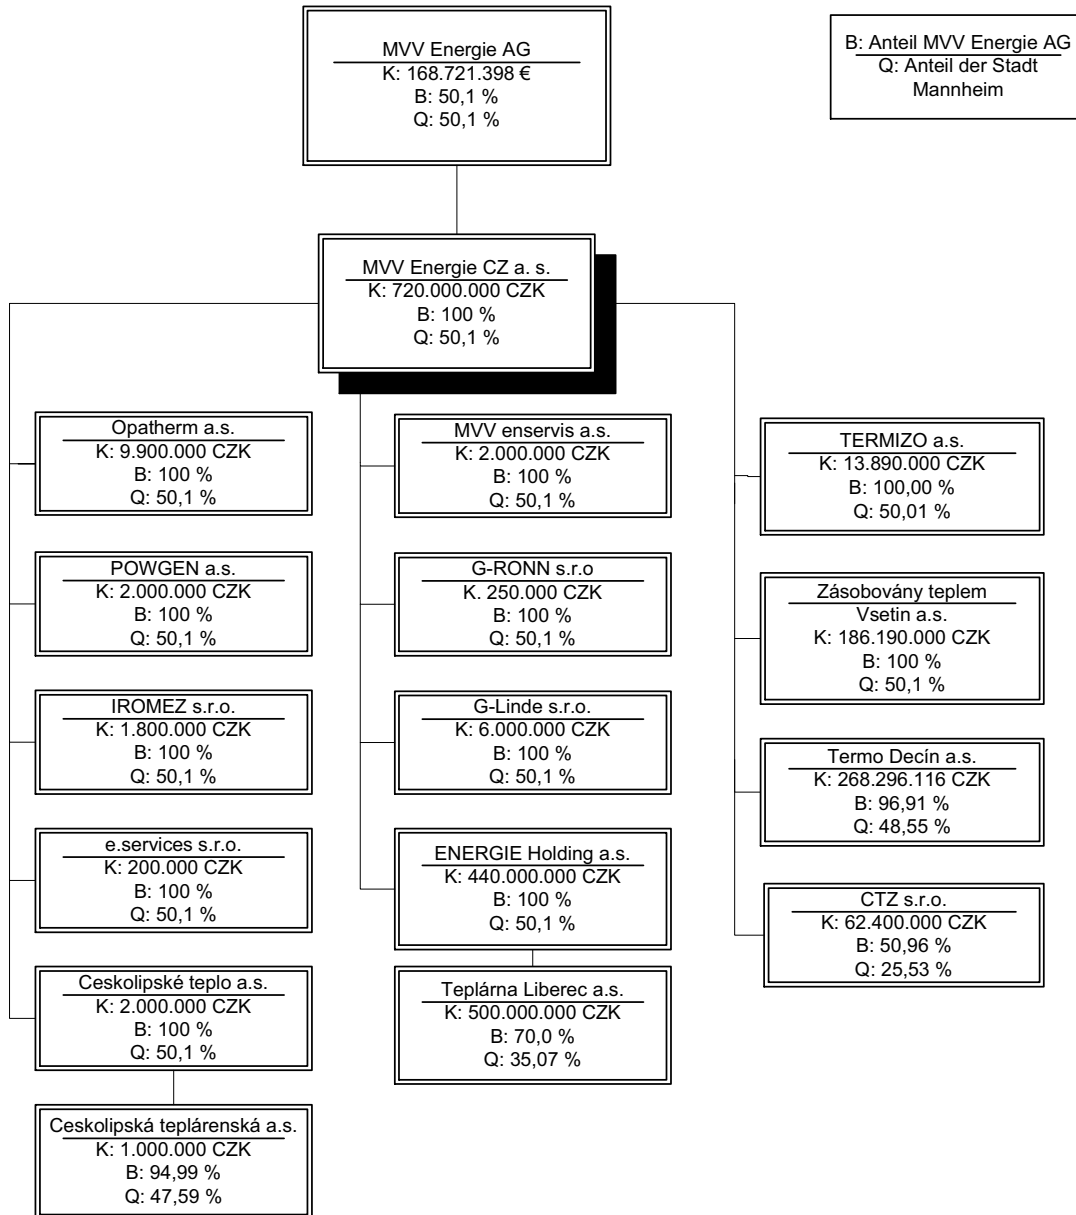 MVV Energie AG
K: 168.721.398 €
B: 50,1 %
Q: 50,1 %
B: Anteil MVV Energie AG
Q: Anteil der Stadt
Mannheim
MVV Energie CZ a. s.
K: 720.000.000 CZK
B: 100 %
Q: 50,1 %
Opatherm a.s.
K: 9.900.000 CZK
B: 100 %
Q: 50,1 %
POWGEN a.s.
K: 2.000.000 CZK
B: 100 %
Q: 50,1 %
IROMEZ s.r.o.
K: 1.800.000 CZK
B: 100 %
Q: 50,1 %
e.services s.r.o.
K: 200.000 CZK
B: 100 %
Q: 50,1 %
Ceskolipské teplo a.s.
K: 2.000.000 CZK
B: 100 %
Q: 50,1 %
Ceskolipská teplárenská a.s.
K: 1.000.000 CZK
B: 94,99 %
Q: 47,59 %
MVV enservis a.s.
K: 2.000.000 CZK
B: 100 %
Q: 50,1 %
G-RONN s.r.o
K. 250.000 CZK
B: 100 %
Q: 50,1 %
G-Linde s.r.o.
K: 6.000.000 CZK
B: 100 %
Q: 50,1 %
ENERGIE Holding a.s.
K: 440.000.000 CZK
B: 100 %
Q: 50,1 %
Teplárna Liberec a.s.
K: 500.000.000 CZK
B: 70,0 %
Q: 35,07 %
TERMIZO a.s.
K: 13.890.000 CZK
B: 100,00 %
Q: 50,01 %
Zásobovány teplem
Vsetin a.s.
K: 186.190.000 CZK
B: 100 %
Q: 50,1 %
Termo Decín a.s.
K: 268.296.116 CZK
B: 96,91 %
Q: 48,55 %
CTZ s.r.o.
K: 62.400.000 CZK
B: 50,96 %
Q: 25,53 %